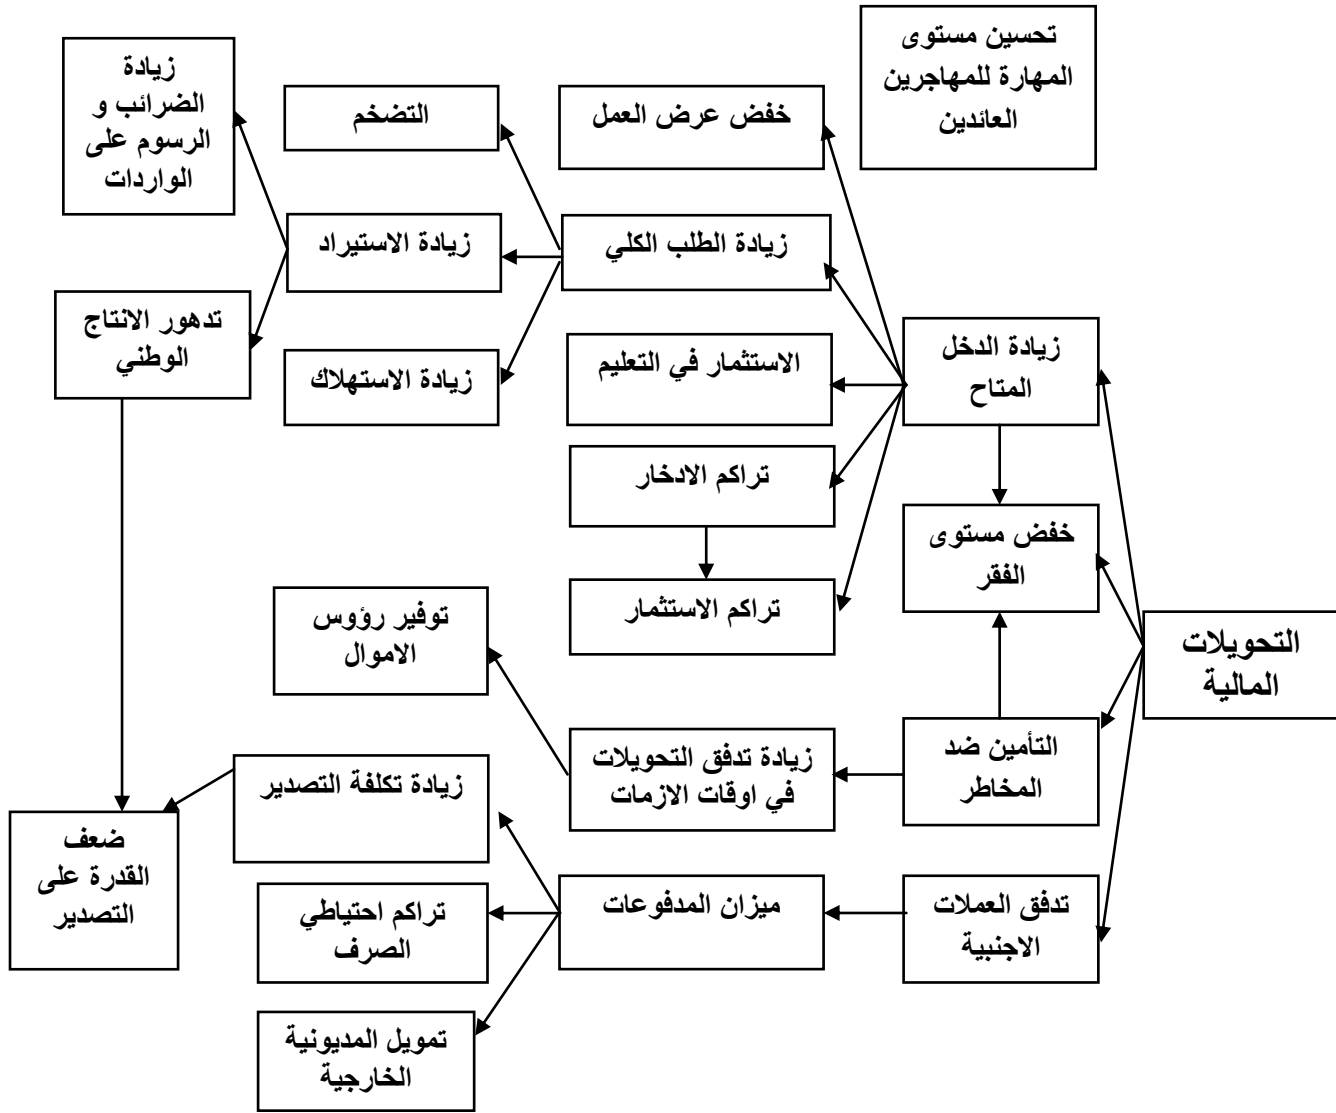 تحسين مستوى
المهارة للمهاجرين
العائدين
زيادة
الضرائب و
الرسوم على
الواردات
التضخم
خفض عرض العمل
زيادة الاستيراد
زيادة الطلب الكلي
تدهور الانتاج
الوطني
زيادة الاستهلاك
الاستثمار في التعليم
زيادة الدخل
المتاح
تراكم الادخار
خفض مستوى
الفقر
تراكم الاستثمار
توفير رؤوس
الاموال
التحويلات
المالية
التأمين ضد
المخاطر
زيادة تدفق التحويلات
في اوقات الازمات
زيادة تكلفة التصدير
ضعف
القدرة على
التصدير
تدفق العملات
الاجنبية
ميزان المدفوعات
تراكم احتياطي
الصرف
تمويل المديونية
الخارجية